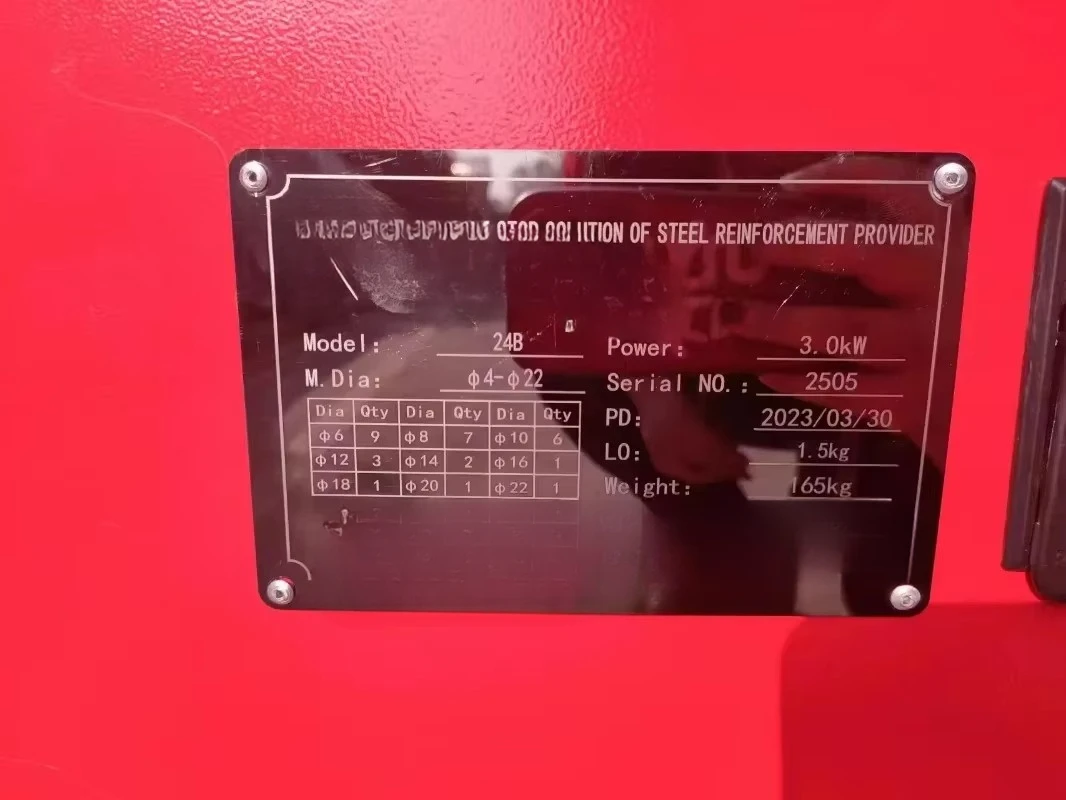 OF STEEL REINFORCEMENT PROVIDER
Model: 24B
M.Dia: ϕ4-ϕ22
Dia Qty Dia Qty Dia Qty
ϕ6 9 ϕ8 7 ϕ10 6
ϕ12 3 ϕ14 2 ϕ16 1
ϕ18 1 ϕ20 1 ϕ22 1
Power: 3.0kW
Serial NO.: 2505
PD: 2023/03/30
LO: 1.5kg
Weight: 165kg